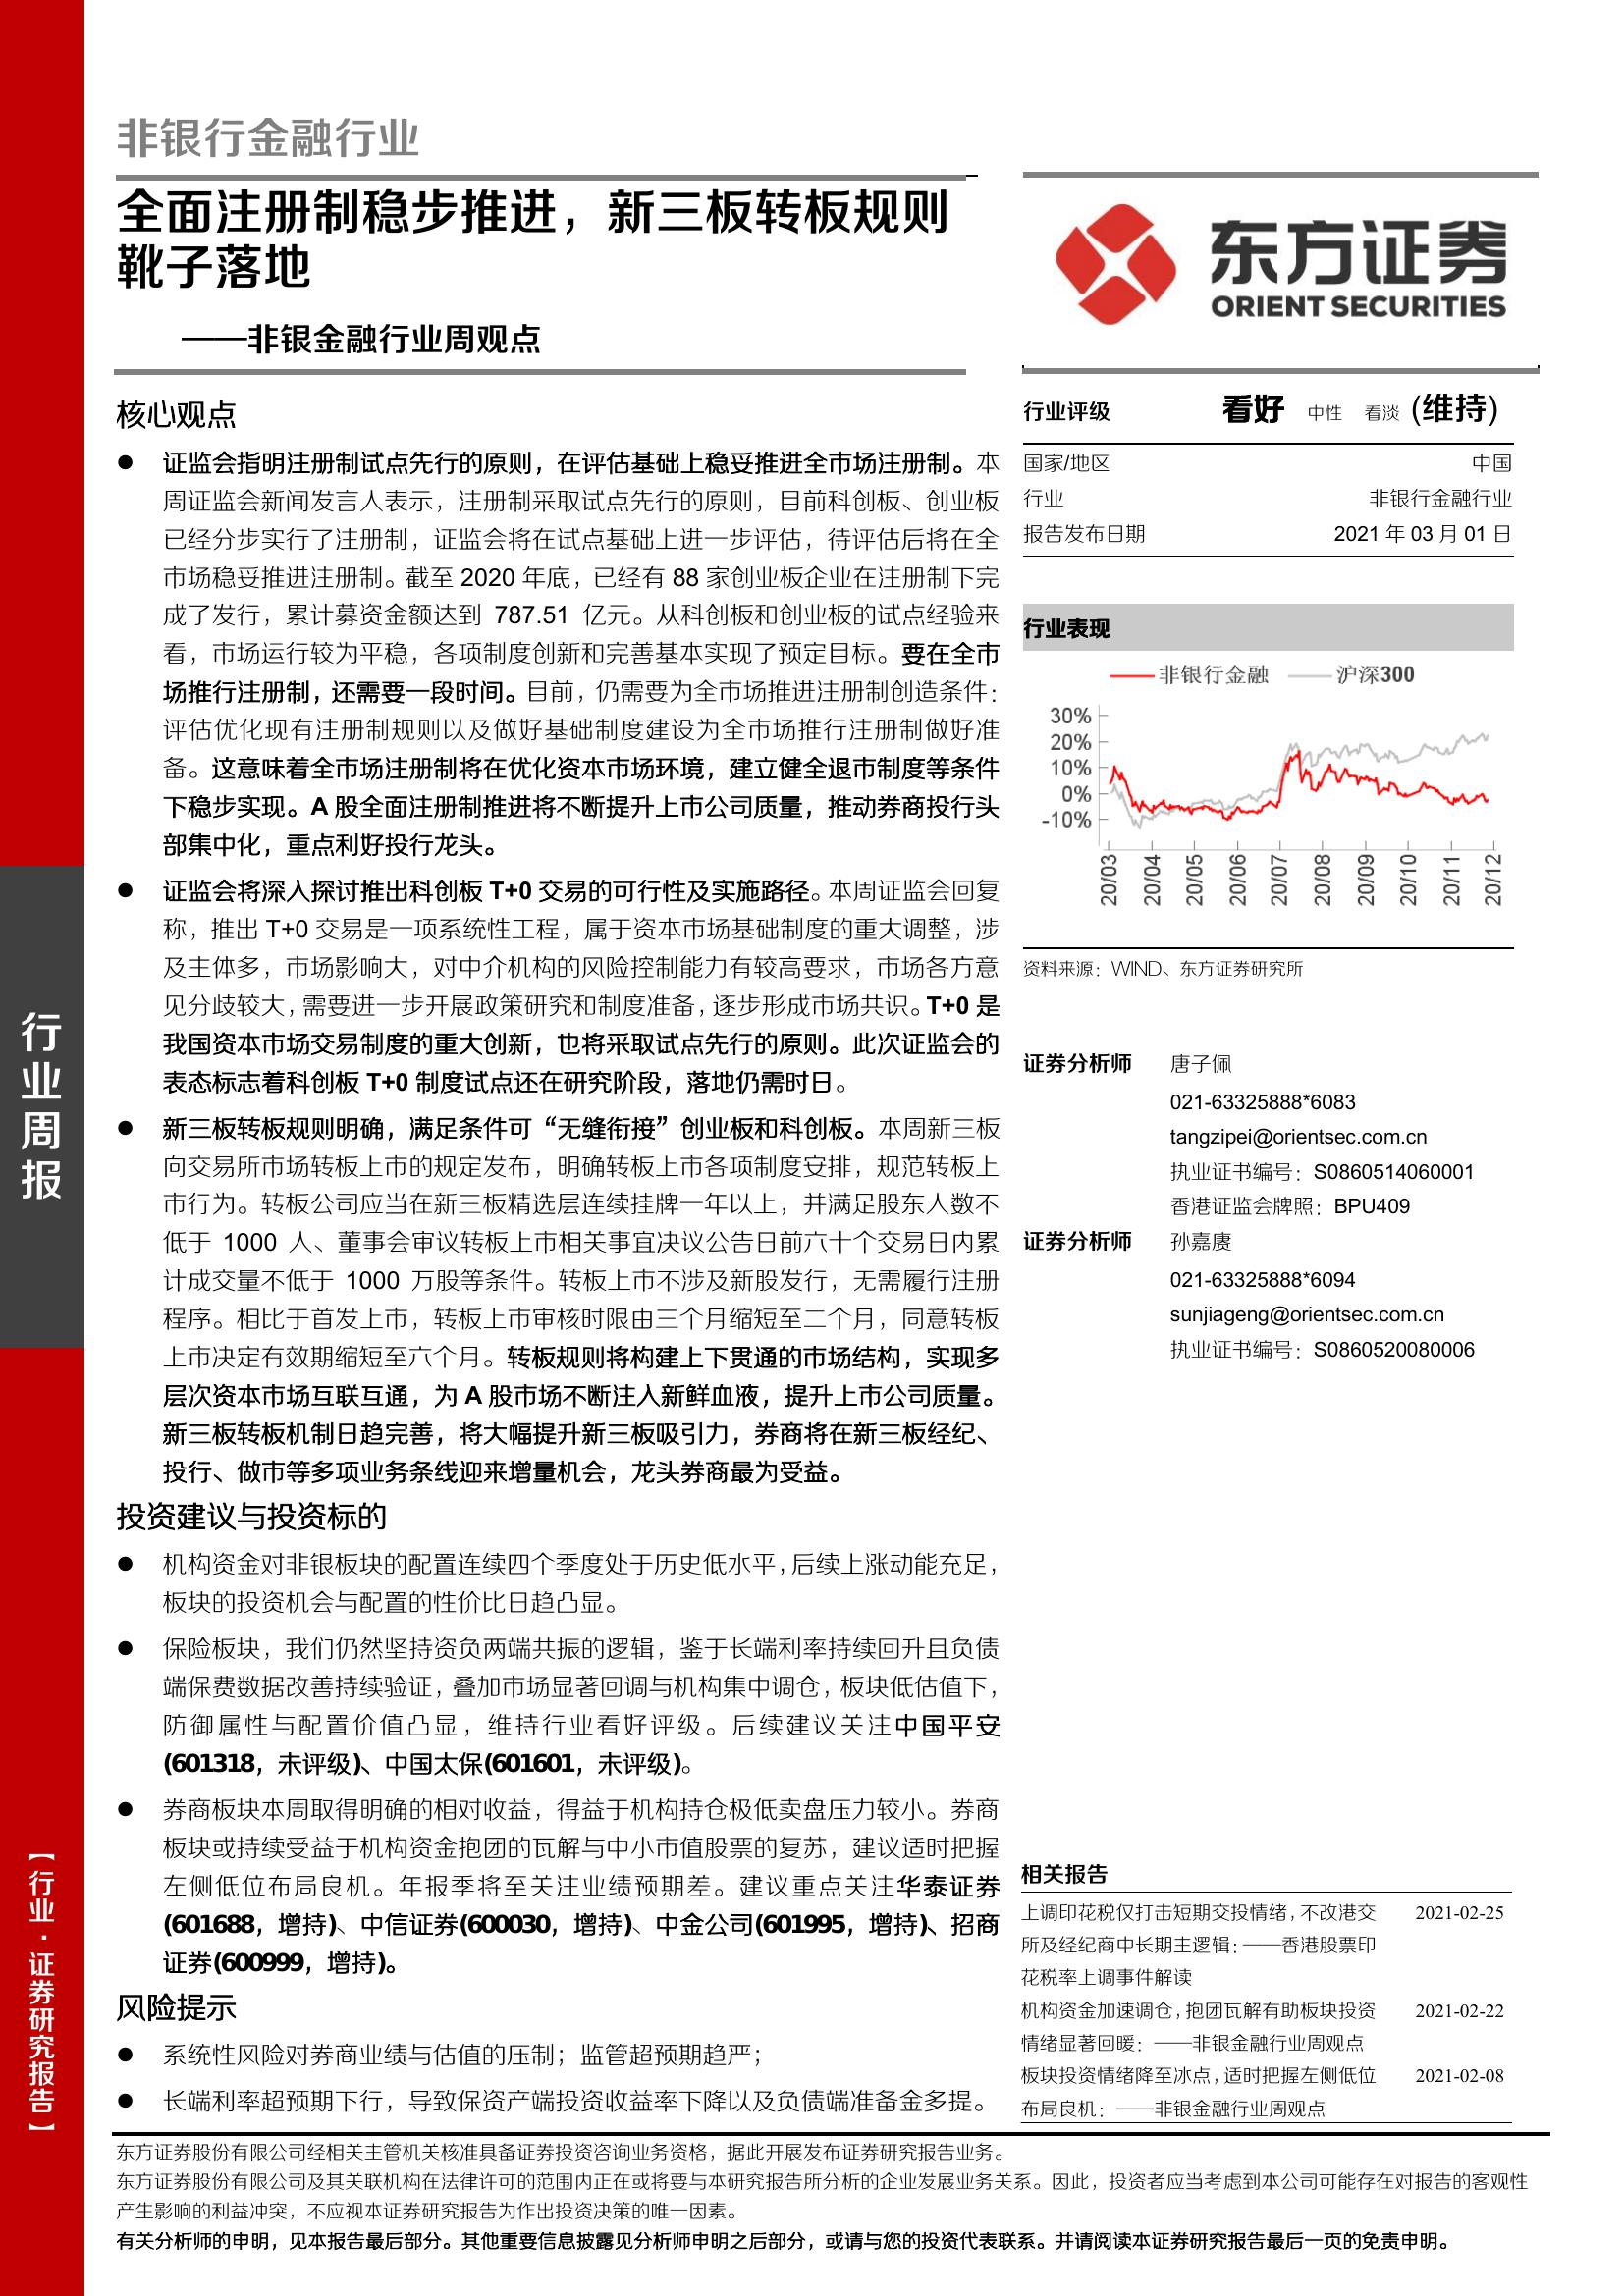 非银行金融行业
全面注册制稳步推进，新三板转板规则
靴子落地
——非银金融行业周观点
东方证券
ORIENT SECURITIES
核心观点
● 证监会指明注册制试点先行的原则，在评估基础上稳妥推进全市场注册制。本
周证监会新闻发言人表示，注册制采取试点先行的原则，目前科创板、创业板
已经分步实行了注册制，证监会将在试点基础上进一步评估，待评估后将在全
市场稳妥推进注册制。截至 2020 年底，已经有 88 家创业板企业在注册制下完
成了发行，累计募资金额达到 787.51 亿元。从科创板和创业板的试点经验来
看，市场运行较为平稳，各项制度创新和完善基本实现了预定目标。要在全市
场推行注册制，还需要一段时间。目前，仍需要为全市场推进注册制创造条件：
评估优化现有注册制规则以及做好基础制度建设为全市场推行注册制做好准
备。这意味着全市场注册制将在优化资本市场环境，建立健全退市制度等条件
下稳步实现。A 股全面注册制推进将不断提升上市公司质量，推动券商投行头
部集中化，重点利好投行龙头。
● 证监会将深入探讨推出科创板 T+0 交易的可行性及实施路径。本周证监会回复
称，推出 T+0 交易是一项系统性工程，属于资本市场基础制度的重大调整，涉
及主体多，市场影响大，对中介机构的风险控制能力有较高要求，市场各方意
见分歧较大，需要进一步开展政策研究和制度准备，逐步形成市场共识。T+0 是
我国资本市场交易制度的重大创新，也将采取试点先行的原则。此次证监会的
表态标志着科创板 T+0 制度试点还在研究阶段，落地仍需时日。
● 新三板转板规则明确，满足条件可“无缝衔接”创业板和科创板。本周新三板
向交易所市场转板上市的规定发布，明确转板上市各项制度安排，规范转板上
市行为。转板公司应当在新三板精选层连续挂牌一年以上，并满足股东人数不
低于 1000 人、董事会审议转板上市相关事宜决议公告日前六十个交易日内累
计成交量不低于 1000 万股等条件。转板上市不涉及新股发行，无需履行注册
程序。相比于首发上市，转板上市审核时限由三个月缩短至二个月，同意转板
上市决定有效期缩短至六个月。转板规则将构建上下贯通的市场结构，实现多
层次资本市场互联互通，为 A 股市场不断注入新鲜血液，提升上市公司质量。
新三板转板机制日趋完善，将大幅提升新三板吸引力，券商将在新三板经纪、
投行、做市等多项业务条线迎来增量机会，龙头券商最为受益。
投资建议与投资标的
● 机构资金对非银板块的配置连续四个季度处于历史低水平，后续上涨动能充足，
板块的投资机会与配置的性价比日趋凸显。
● 保险板块，我们仍然坚持资负两端共振的逻辑，鉴于长端利率持续回升且负债
端保费数据改善持续验证，叠加市场显著回调与机构集中调仓，板块低估值下，
防御属性与配置价值凸显，维持行业看好评级。后续建议关注中国平安
(601318，未评级)、中国太保(601601，未评级)。
● 券商板块本周取得明确的相对收益，得益于机构持仓极低卖盘压力较小。券商
板块或持续受益于机构资金抱团的瓦解与中小市值股票的复苏，建议适时把握
左侧低位布局良机。年报季将至关注业绩预期差。建议重点关注华泰证券
(601688，增持)、中信证券(600030，增持)、中金公司(601995，增持)、招商
证券(600999，增持)。
风险提示
● 系统性风险对券商业绩与估值的压制；监管超预期趋严；
● 长端利率超预期下行，导致保资产端投资收益率下降以及负债端准备金多提。
行业评级 看好 中性 看淡 (维持)
国家/地区 中国
行业 非银行金融行业
报告发布日期 2021 年 03 月 01 日
行业表现
非银行金融 沪深300
30%
20%
10%
0%
-10%
20/03 20/04 20/05 20/06 20/07 20/08 20/09 20/10 20/11 20/12
资料来源：WIND、东方证券研究所
证券分析师 唐子佩
021-63325888*6083
tangzipei@orientsec.com.cn
执业证书编号：S0860514060001
香港证监会牌照：BPU409
证券分析师 孙嘉赓
021-63325888*6094
sunjiageng@orientsec.com.cn
执业证书编号：S0860520080006
相关报告
上调印花税仅打击短期交投情绪，不改港交 2021-02-25
所及经纪商中长期主逻辑：——香港股票印
花税率上调事件解读
机构资金加速调仓，抱团瓦解有助板块投资 2021-02-22
情绪显著回暖：——非银金融行业周观点
板块投资情绪降至冰点，适时把握左侧低位 2021-02-08
布局良机：——非银金融行业周观点
行业周报
【行业·证券研究报告】
东方证券股份有限公司经相关主管机关核准具备证券投资咨询业务资格，据此开展发布证券研究报告业务。
东方证券股份有限公司及其关联机构在法律许可的范围内正在或将要与本研究报告所分析的企业发展业务关系。因此，投资者应当考虑到本公司可能存在对报告的客观性
产生影响的利益冲突，不应视本证券研究报告为作出投资决策的唯一因素。
有关分析师的申明，见本报告最后部分。其他重要信息披露见分析师申明之后部分，或请与您的投资代表联系。并请阅读本证券研究报告最后一页的免责申明。